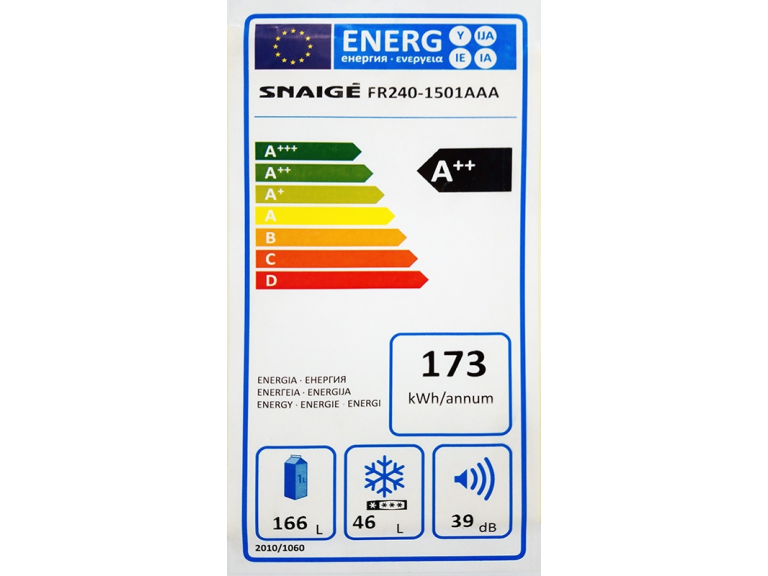 ENERG Y IJA IE IA
енергия · ενεργεια
SNAIGĖ FR240-1501AAA
A+++
A++
A++
A+
A
B
C
D
173
kWh/annum
ENERGIA · ЕНЕРГИЯ
ΕΝΕΡΓΕΙΑ · ENERGIJA
ENERGY · ENERGIE · ENERGI
1L
166 L
46 L
39 dB
2010/1060